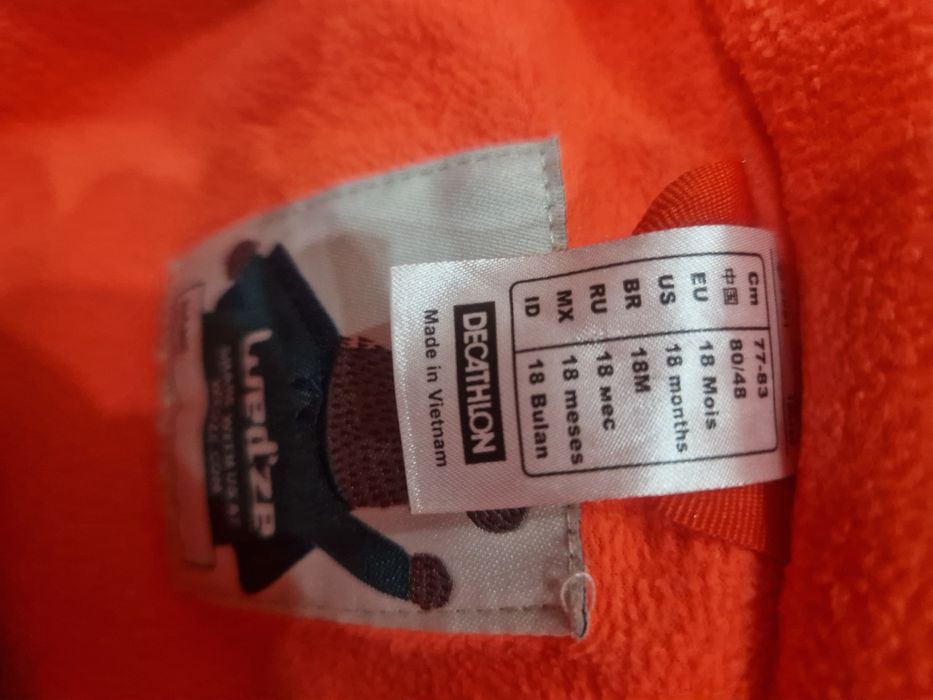 Cm 77-83
中国 80/48
EU 18 Mois
US 18 months
BR 18M
RU 18 мес
MX 18 meses
ID 18 Bulan
DECATHLON
Made in Vietnam
wed'ze